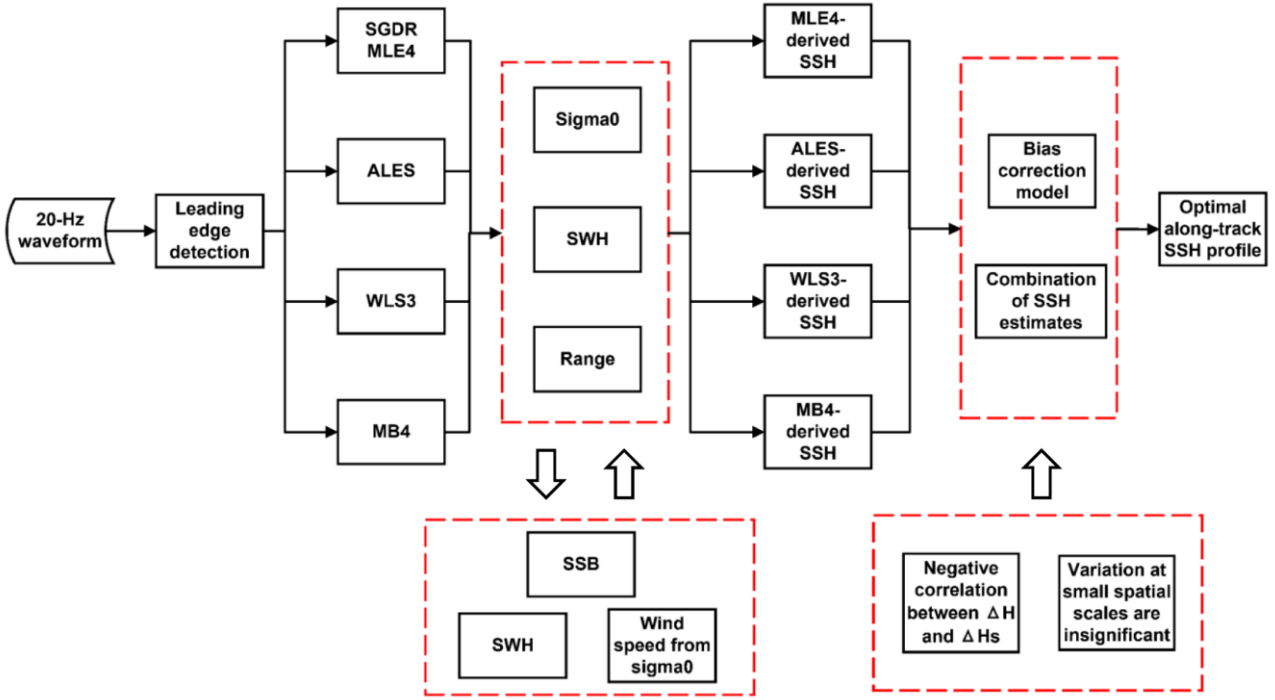 20-Hz
waveform
Leading
edge
detection
SGDR
MLE4
ALES
WLS3
MB4
Sigma0
SWH
Range
MLE4-
derived
SSH
ALES-
derived
SSH
WLS3-
derived
SSH
MB4-
derived
SSH
Bias
correction
model
Combination
of SSH
estimates
Optimal
along-track
SSH profile
SSB
SWH
Wind
speed from
sigma0
Negative
correlation
between ΔH
and ΔHs
Variation at
small spatial
scales are
insignificant